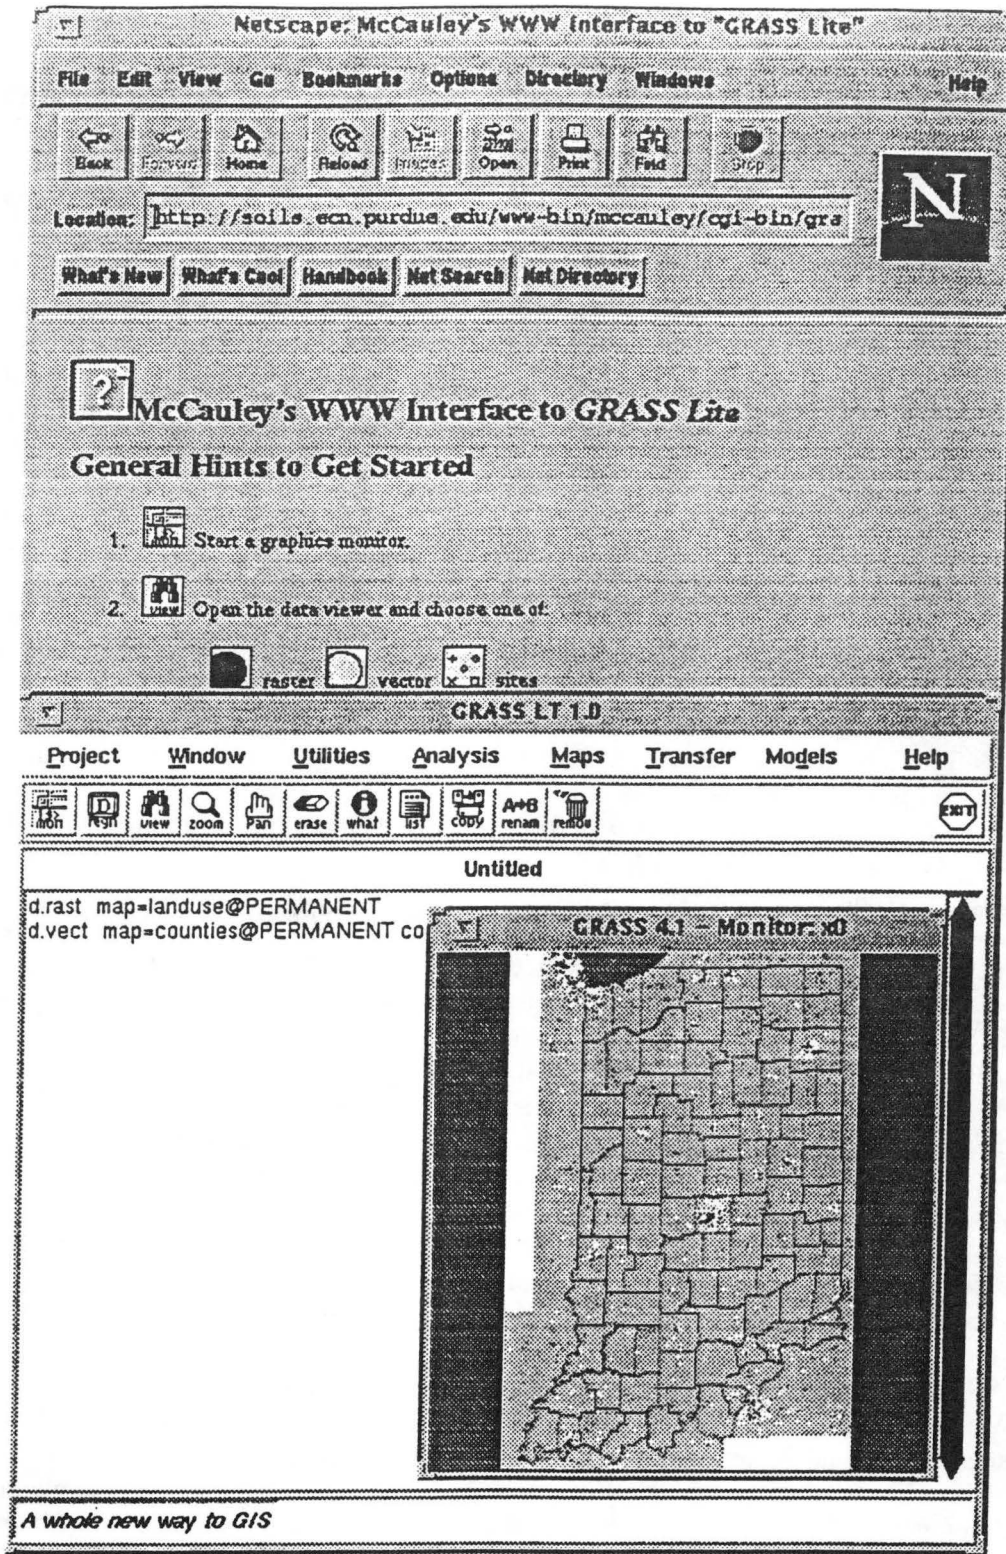 Netscape: McCauley's WWW Interface to "GRASS Lite"
File Edit View Go Bookmarks Options Directory Windows Help
Back Forward Home Reload Images Open Print Find Stop
Location: http://soils.ecn.purdue.edu/www-bin/mccauley/cgi-bin/gra
N
What's New What's Cool Handbook Net Search Net Directory
? McCauley's WWW Interface to GRASS Lite
General Hints to Get Started
1. mon Start a graphics monitor.
2. view Open the data viewer and choose one of:
raster vector sites
GRASS LT 1.0
Project Window Utilities Analysis Maps Transfer Models Help
mon regn view zoom Pan erase what list copy A→B renam remov EXIT
Untitled
d.rast map=landuse@PERMANENT
d.vect map=counties@PERMANENT co
GRASS 4.1 - Monitor: x0
A whole new way to GIS